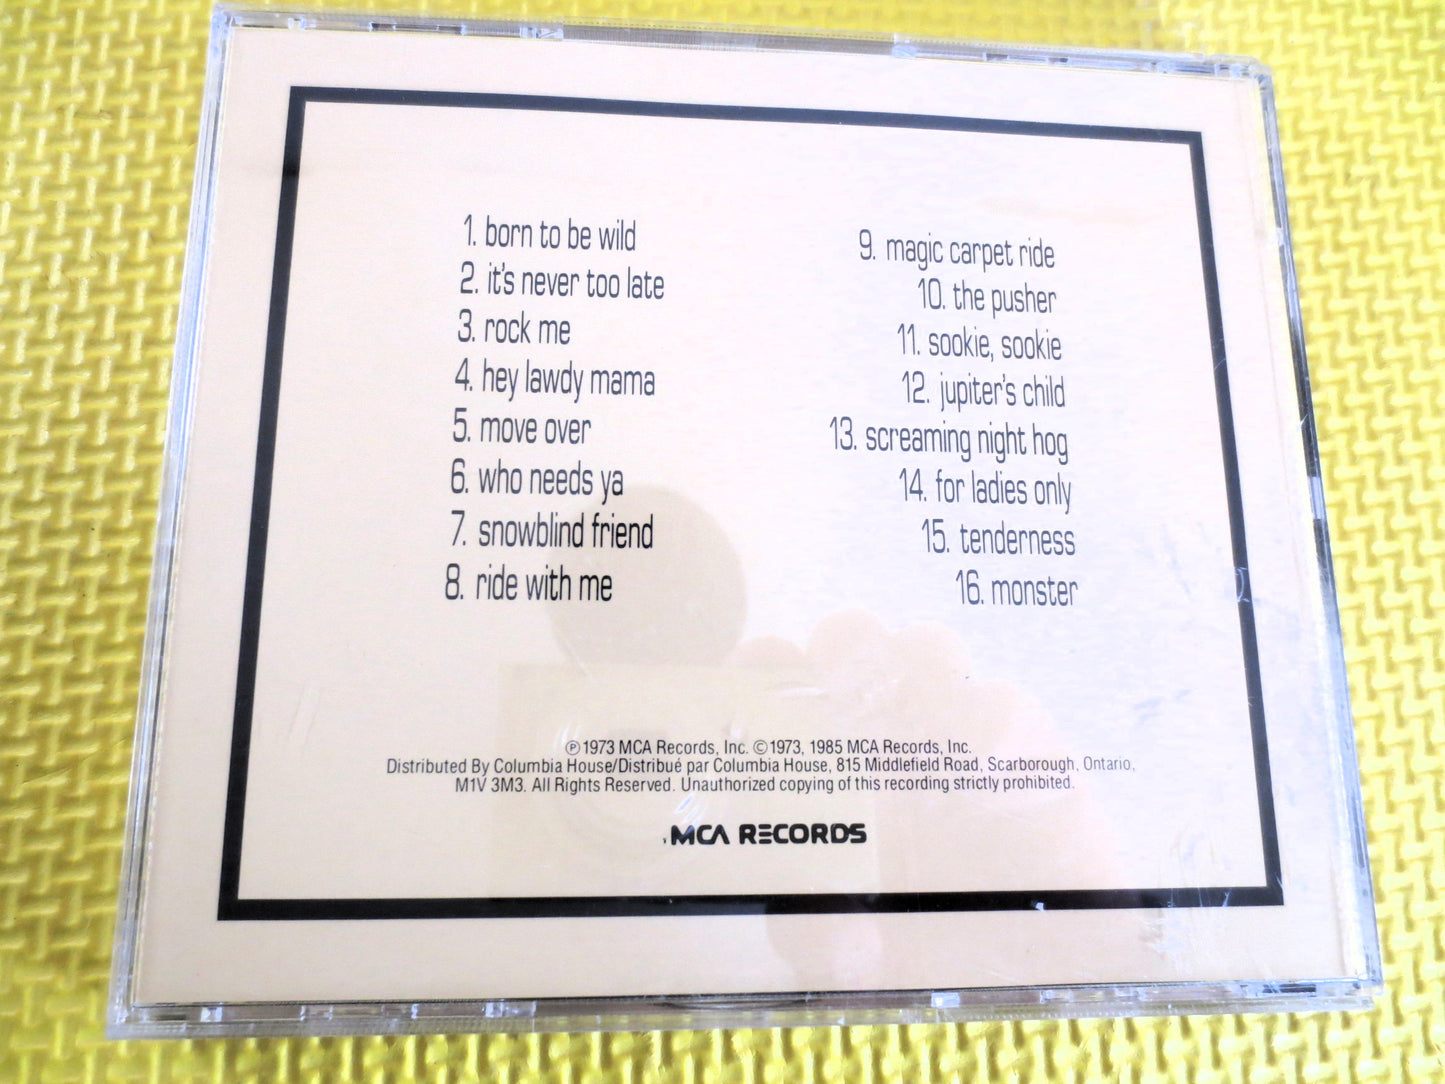 1. born to be wild
2. it's never too late
3. rock me
4. hey lawdy mama
5. move over
6. who needs ya
7. snowblind friend
8. ride with me
9. magic carpet ride
10. the pusher
11. sookie, sookie
12. jupiter's child
13. screaming night hog
14. for ladies only
15. tenderness
16. monster
℗1973 MCA Records, Inc. ©1973, 1985 MCA Records, Inc.
Distributed By Columbia House/Distribué par Columbia House, 815 Middlefield Road, Scarborough, Ontario,
M1V 3M3. All Rights Reserved. Unauthorized copying of this recording strictly prohibited.
MCA RECORDS